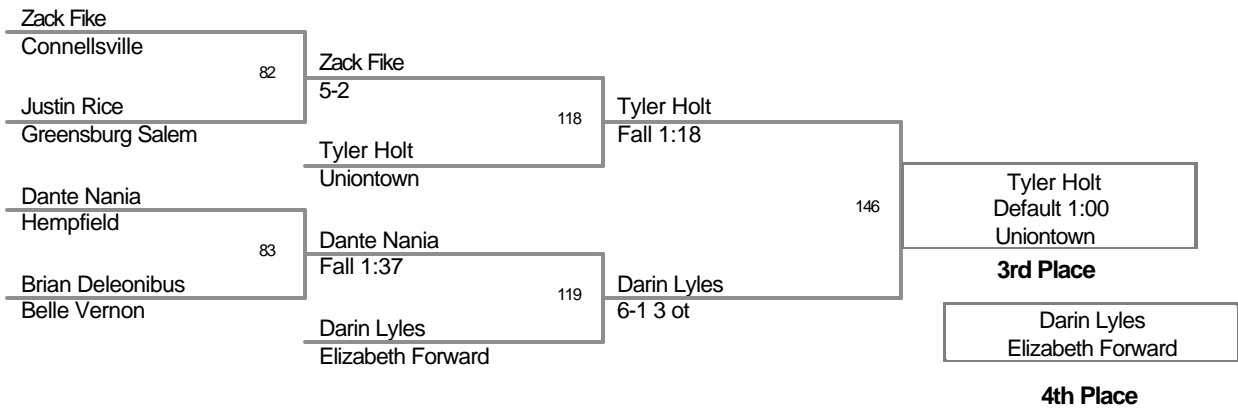 Zack Fike
Connellsville
82
Zack Fike
5-2
Justin Rice
Greensburg Salem
118
Tyler Holt
Fall 1:18
Tyler Holt
Uniontown
Dante Nania
Hempfield
83
Dante Nania
Fall 1:37
Brian Deleonibus
Belle Vernon
119
Darin Lyles
6-1 3 ot
Darin Lyles
Elizabeth Forward
146
Tyler Holt
Default 1:00
Uniontown
3rd Place
Darin Lyles
Elizabeth Forward
4th Place